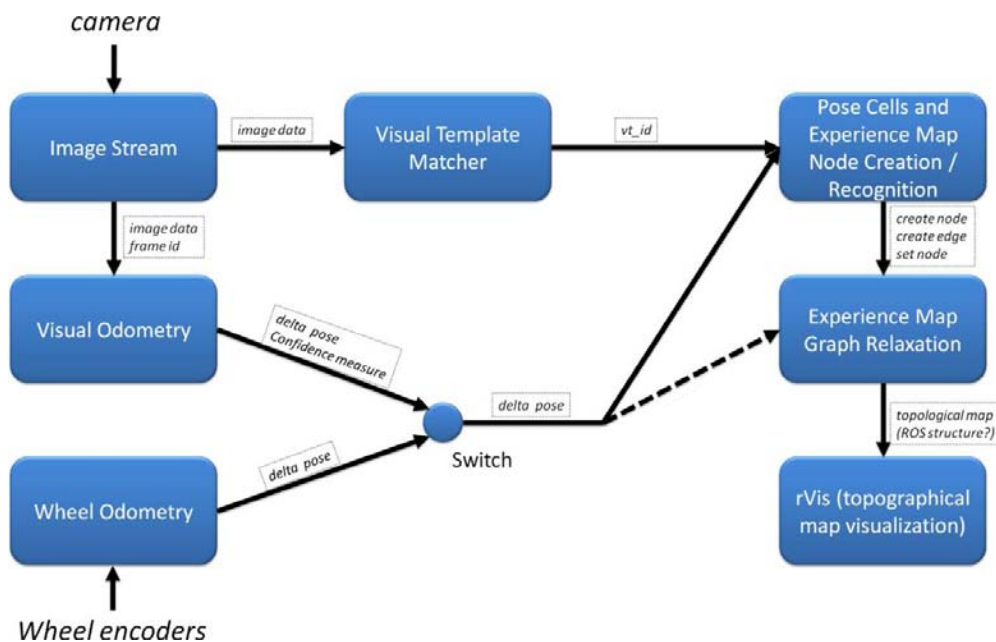 camera
Image Stream
image data
Visual Template
Matcher
vt_id
Pose Cells and
Experience Map
Node Creation /
Recognition
image data
frame id
create node
create edge
set node
Visual Odometry
delta pose
Confidence measure
Experience Map
Graph Relaxation
delta pose
Switch
delta pose
topological map
(ROS structure?)
Wheel Odometry
rVis (topographical
map visualization)
Wheel encoders